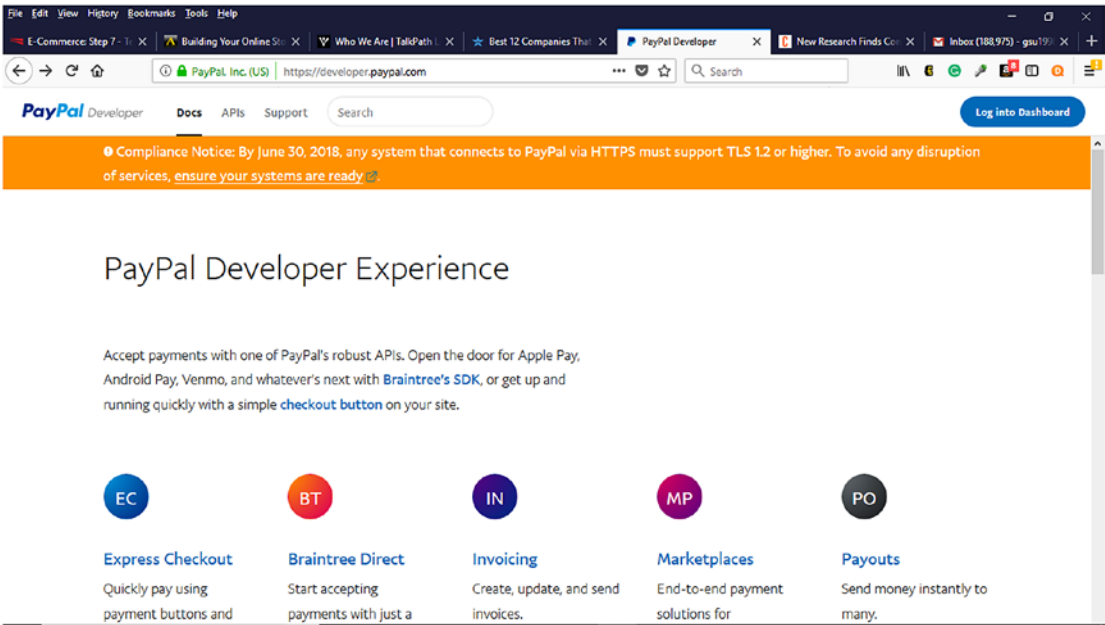 File Edit View History Bookmarks Tools Help
E-Commerce: Step 7 - Building Your Online Sto Who We Are | TalkPath Best 12 Companies That PayPal Developer New Research Finds Inbox (188,975) -
PayPal, Inc. (US) https://developer.paypal.com Search
PayPal Developer Docs APIs Support Search Log into Dashboard
Compliance Notice: By June 30, 2018, any system that connects to PayPal via HTTPS must support TLS 1.2 or higher. To avoid any disruption
of services, ensure your systems are ready.
PayPal Developer Experience
Accept payments with one of PayPal's robust APIs. Open the door for Apple Pay,
Android Pay, Venmo, and whatever's next with Braintree's SDK, or get up and
running quickly with a simple checkout button on your site.
EC BT IN MP PO
Express Checkout Braintree Direct Invoicing Marketplaces Payouts
Quickly pay using Start accepting Create, update, and send End-to-end payment Send money instantly to
payment buttons and payments with just a invoices. solutions for many.